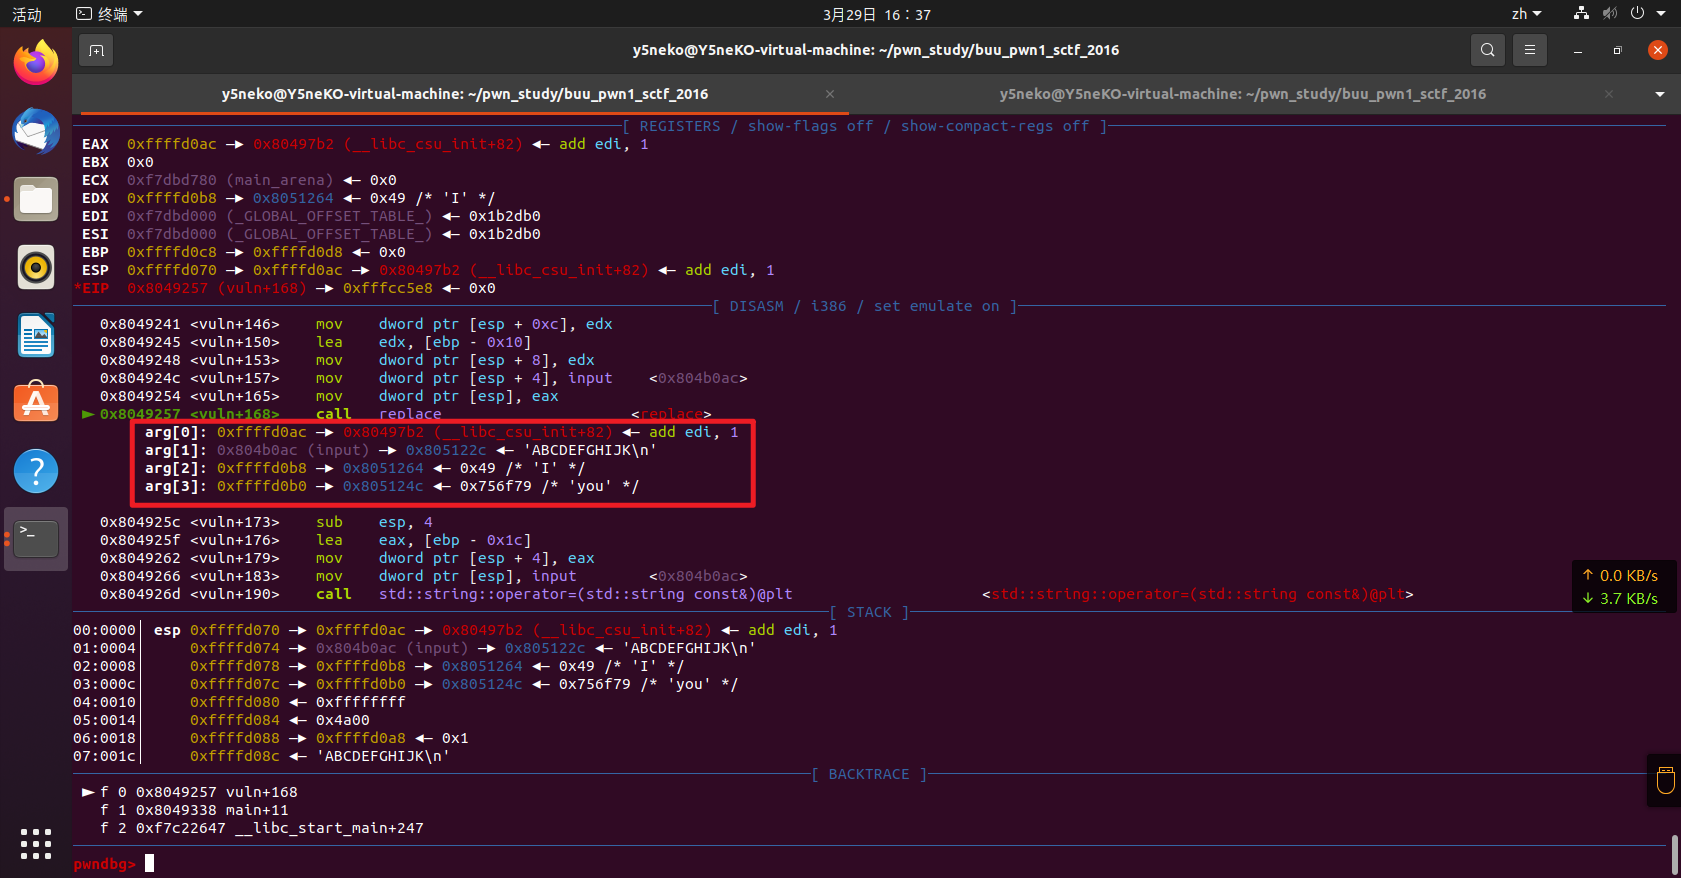 活动 终端 3月29日 16：37 zh
y5neko@Y5neKO-virtual-machine: ~/pwn_study/buu_pwn1_sctf_2016
y5neko@Y5neKO-virtual-machine: ~/pwn_study/buu_pwn1_sctf_2016 × y5neko@Y5neKO-virtual-machine: ~/pwn_study/buu_pwn1_sctf_2016 ×
[ REGISTERS / show-flags off / show-compact-regs off ]
EAX 0xffffd0ac —▸ 0x80497b2 (__libc_csu_init+82) ◂— add edi, 1
EBX 0x0
ECX 0xf7dbd780 (main_arena) ◂— 0x0
EDX 0xffffd0b8 —▸ 0x8051264 ◂— 0x49 /* 'I' */
EDI 0xf7dbd000 (_GLOBAL_OFFSET_TABLE_) ◂— 0x1b2db0
ESI 0xf7dbd000 (_GLOBAL_OFFSET_TABLE_) ◂— 0x1b2db0
EBP 0xffffd0c8 —▸ 0xffffd0d8 ◂— 0x0
ESP 0xffffd070 —▸ 0xffffd0ac —▸ 0x80497b2 (__libc_csu_init+82) ◂— add edi, 1
*EIP 0x8049257 (vuln+168) —▸ 0xfffcc5e8 ◂— 0x0
[ DISASM / i386 / set emulate on ]
0x8049241 <vuln+146> mov dword ptr [esp + 0xc], edx
0x8049245 <vuln+150> lea edx, [ebp - 0x10]
0x8049248 <vuln+153> mov dword ptr [esp + 8], edx
0x804924c <vuln+157> mov dword ptr [esp + 4], input <0x804b0ac>
0x8049254 <vuln+165> mov dword ptr [esp], eax
► 0x8049257 <vuln+168> call replace <replace>
arg[0]: 0xffffd0ac —▸ 0x80497b2 (__libc_csu_init+82) ◂— add edi, 1
arg[1]: 0x804b0ac (input) —▸ 0x805122c ◂— 'ABCDEFGHIJK\n'
arg[2]: 0xffffd0b8 —▸ 0x8051264 ◂— 0x49 /* 'I' */
arg[3]: 0xffffd0b0 —▸ 0x805124c ◂— 0x756f79 /* 'you' */
0x804925c <vuln+173> sub esp, 4
0x804925f <vuln+176> lea eax, [ebp - 0x1c]
0x8049262 <vuln+179> mov dword ptr [esp + 4], eax
0x8049266 <vuln+183> mov dword ptr [esp], input <0x804b0ac>
0x804926d <vuln+190> call std::string::operator=(std::string const&)@plt <std::string::operator=(std::string const&)@plt>
↑ 0.0 KB/s
↓ 3.7 KB/s
[ STACK ]
00:0000│ esp 0xffffd070 —▸ 0xffffd0ac —▸ 0x80497b2 (__libc_csu_init+82) ◂— add edi, 1
01:0004│ 0xffffd074 —▸ 0x804b0ac (input) —▸ 0x805122c ◂— 'ABCDEFGHIJK\n'
02:0008│ 0xffffd078 —▸ 0xffffd0b8 —▸ 0x8051264 ◂— 0x49 /* 'I' */
03:000c│ 0xffffd07c —▸ 0xffffd0b0 —▸ 0x805124c ◂— 0x756f79 /* 'you' */
04:0010│ 0xffffd080 ◂— 0xffffffff
05:0014│ 0xffffd084 ◂— 0x4a00
06:0018│ 0xffffd088 —▸ 0xffffd0a8 ◂— 0x1
07:001c│ 0xffffd08c ◂— 'ABCDEFGHIJK\n'
[ BACKTRACE ]
► f 0 0x8049257 vuln+168
f 1 0x8049338 main+11
f 2 0xf7c22647 __libc_start_main+247
pwndbg>